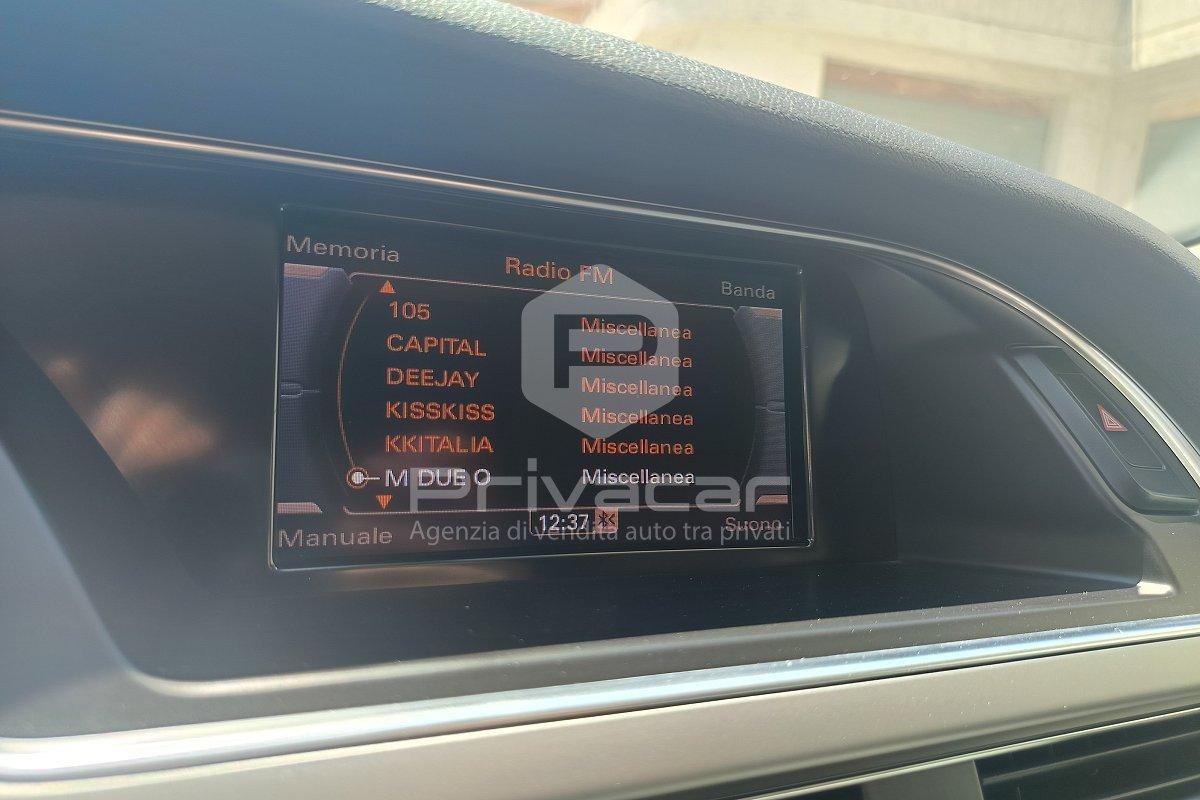 Memoria
Radio FM
Banda
105 Miscellanea
CAPITAL Miscellanea
DEEJAY Miscellanea
KISSKISS Miscellanea
KKITALIA Miscellanea
M DUE O Miscellanea
Privacar
Manuale
12:37
Suono
Agenzia di vendita auto tra privati